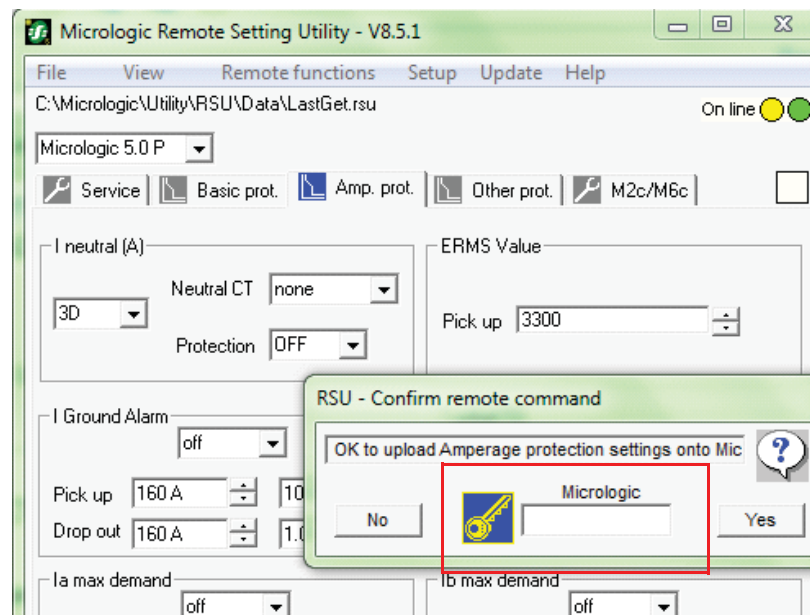 Micrologic Remote Setting Utility - V8.5.1
File View Remote functions Setup Update Help
C:\Micrologic\Utility\RSU\Data\LastGet.rsu
On line
Micrologic 5.0 P
Service Basic prot. Amp. prot. Other prot. M2c/M6c
I neutral (A)
ERMS Value
Neutral CT none
3D
Pick up 3300
Protection OFF
RSU - Confirm remote command
I Ground Alarm
off
OK to upload Amperage protection settings onto Mic
?
Pick up 160 A 10
Micrologic
No Yes
Drop out 160 A 1.0
Ia max demand
Ib max demand
off
off